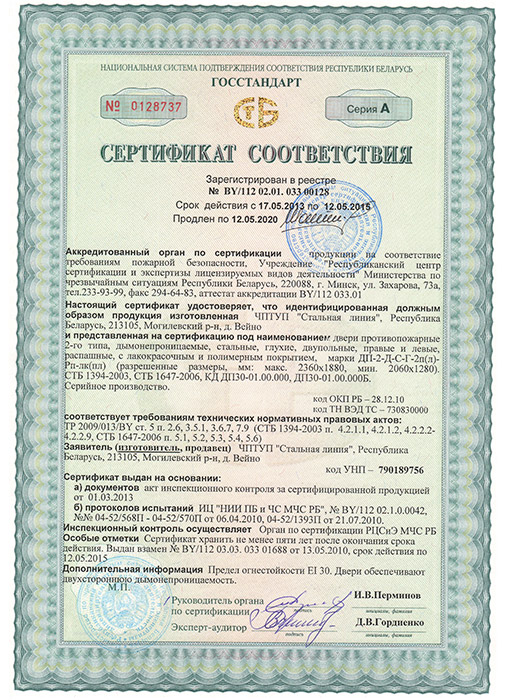 НАЦИОНАЛЬНАЯ СИСТЕМА ПОДТВЕРЖДЕНИЯ СООТВЕТСТВИЯ РЕСПУБЛИКИ БЕЛАРУСЬ
ГОССТАНДАРТ
№ 0128737
СТБ
Серия А
СЕРТИФИКАТ СООТВЕТСТВИЯ
Зарегистрирован в реестре
№ BY/112 02.01. 033 00128
Срок действия с 17.05.2013 по 12.05.2015
Продлен по 12.05.2020
Аккредитованный орган по сертификации продукции на соответствие
требованиям пожарной безопасности, Учреждение "Республиканский центр
сертификации и экспертизы лицензируемых видов деятельности" Министерства по
чрезвычайным ситуациям Республики Беларусь, 220088, г. Минск, ул. Захарова, 73а,
тел.233-93-99, факс 294-64-83, аттестат аккредитации BY/112 033.01
Настоящий сертификат удостоверяет, что идентифицированная должным
образом продукция изготовленная ЧПТУП "Стальная линия", Республика
Беларусь, 213105, Могилевский р-н, д. Вейно
и представленная на сертификацию под наименованием: двери противопожарные
2-го типа, дымонепроницаемые, стальные, глухие, двупольные, правые и левые,
распашные, с лакокрасочным и полимерным покрытием, марки ДП-2-Д-С-Г-2п(л)-
Рп-лк(пл) (разрешенные размеры, мм: макс. 2360х1880, мин. 2060х1280).
СТБ 1394-2003, СТБ 1647-2006, КД ДП30-01.00.000, ДП30-01.00.000Б.
Серийное производство.
код ОКП РБ - 28.12.10
код ТН ВЭД ТС - 730830000
соответствует требованиям технических нормативных правовых актов:
ТР 2009/013/BY ст. 5 п. 2.6, 3.5.1, 3.6,7, 7.9 (СТБ 1394-2003 п. 4.2.1.1, 4.2.1.2, 4.2.2.2-
4.2.2.9, СТБ 1647-2006 п. 5.1, 5.2, 5.3, 5.4, 5.6)
Заявитель (изготовитель, продавец) ЧПТУП "Стальная линия", Республика
Беларусь, 213105, Могилевский р-н, д. Вейно
код УНП - 790189756
Сертификат выдан на основании:
а) документов акт инспекционного контроля за сертифицированной продукцией
от 01.03.2013
б) протоколов испытаний ИЦ "НИИ ПБ и ЧС МЧС РБ", № BY/112 02.1.0.0042,
№№ 04-52/568П - 04-52/570П от 06.04.2010, 04-52/1393П от 21.07.2010.
Инспекционный контроль осуществляет Орган по сертификации РЦСиЭ МЧС РБ
Особые отметки Сертификат хранить не менее пяти лет после окончания срока
действия. Выдан взамен № BY/112 03.03. 033 01688 от 13.05.2010, срок действия по
12.05.2015
Дополнительная информация Предел огнестойкости EI 30. Двери обеспечивают
двухстороннюю дымонепроницаемость.
М.П.
Руководитель органа
по сертификации
подпись
И.В.Перминов
инициалы, фамилия
Эксперт-аудитор
подпись
Д.В.Гордиенко
инициалы, фамилия